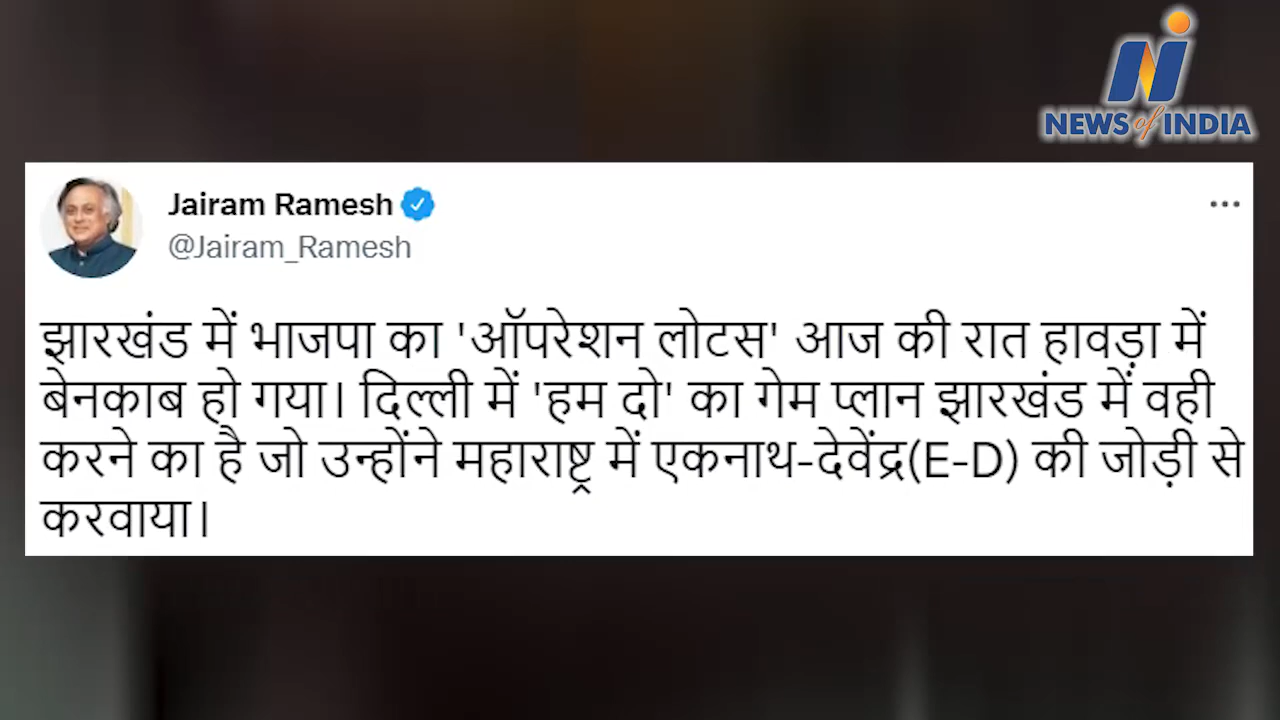 NEWS of INDIA
Jairam Ramesh
@Jairam_Ramesh
झारखंड में भाजपा का 'ऑपरेशन लोटस' आज की रात हावड़ा में
बेनकाब हो गया। दिल्ली में 'हम दो' का गेम प्लान झारखंड में वही
करने का है जो उन्होंने महाराष्ट्र में एकनाथ-देवेंद्र(E-D) की जोड़ी से
करवाया।